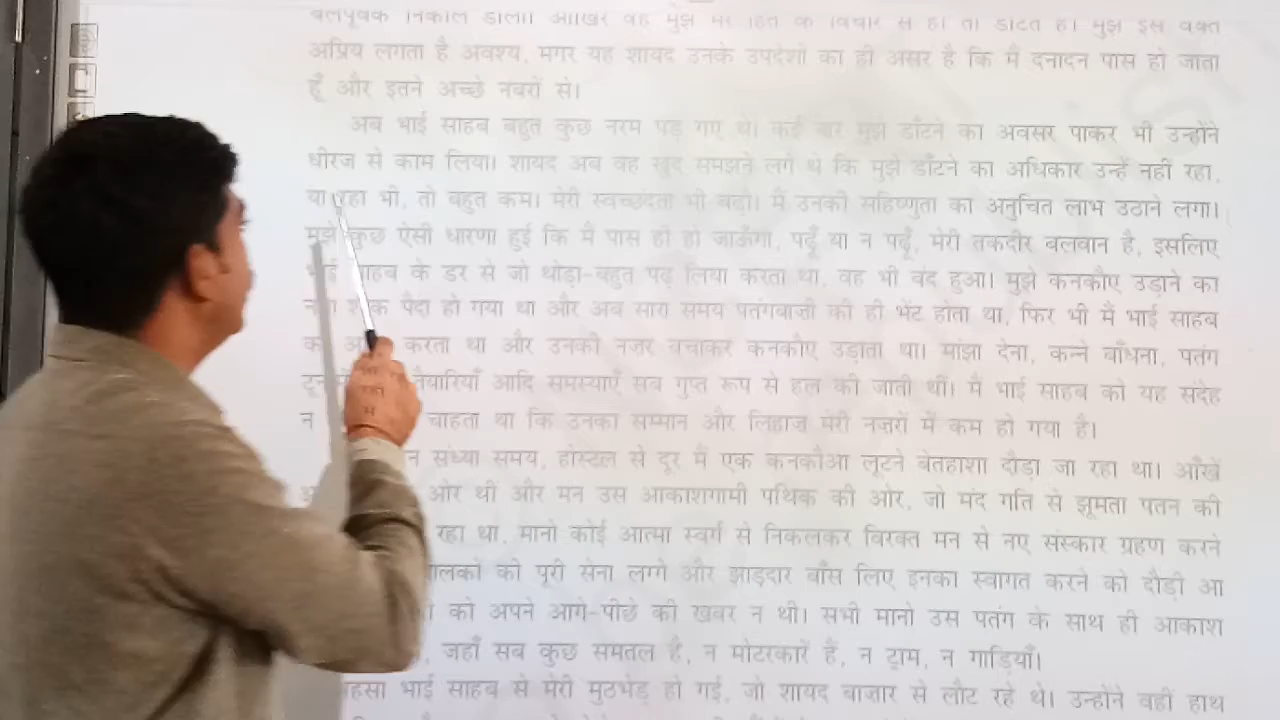 बलपूर्वक निकाल डाला। आखिर वह मुझे मेरे हित के विचार से ही तो डाँटते हैं। मुझे इस वक्त
अप्रिय लगता है अवश्य, मगर यह शायद उनके उपदेशों का ही असर है कि मैं दनादन पास हो जाता
हूँ और इतने अच्छे नंबरों से।
अब भाई साहब बहुत कुछ नरम पड़ गए थे। कई बार मुझे डाँटने का अवसर पाकर भी उन्होंने
धीरज से काम लिया। शायद अब वह खुद समझने लगे थे कि मुझे डाँटने का अधिकार उन्हें नहीं रहा,
या रहा भी, तो बहुत कम। मेरी स्वच्छंदता भी बढ़ी। मैं उनकी सहिष्णुता का अनुचित लाभ उठाने लगा।
मुझे कुछ ऐसी धारणा हुई कि मैं पास हो ही जाऊँगा, पढ़ूँ या न पढ़ूँ, मेरी तकदीर बलवान है, इसलिए
भाई साहब के डर से जो थोड़ा-बहुत पढ़ लिया करता था, वह भी बंद हुआ। मुझे कनकौए उड़ाने का
पैदा हो गया था और अब सारा समय पतंगबाजी की ही भेंट होता था, फिर भी मैं भाई साहब
करता था और उनकी नज़र बचाकर कनकौए उड़ाता था। मांझा देना, कन्ने बाँधना, पतंग
तैयारियाँ आदि समस्याएँ सब गुप्त रूप से हल की जाती थीं। मैं भाई साहब को यह संदेह
न चाहता था कि उनका सम्मान और लिहाज़ मेरी नज़रों में कम हो गया है।
संध्या समय, होस्टल से दूर मैं एक कनकौआ लूटने बेतहाशा दौड़ा जा रहा था। आँखें
ओर थीं और मन उस आकाशगामी पथिक की ओर, जो मंद गति से झूमता पतन की
रहा था, मानो कोई आत्मा स्वर्ग से निकलकर विरक्त मन से नए संस्कार ग्रहण करने
को पूरी सेना लग्गे और झाड़दार बाँस लिए इनका स्वागत करने को दौड़ी आ
को अपने आगे-पीछे की खबर न थी। सभी मानो उस पतंग के साथ ही आकाश
जहाँ सब कुछ समतल है, न मोटरकारें हैं, न ट्राम, न गाड़ियाँ।
भाई साहब से मेरी मुठभेड़ हो गई, जो शायद बाज़ार से लौट रहे थे। उन्होंने वहीं हाथ